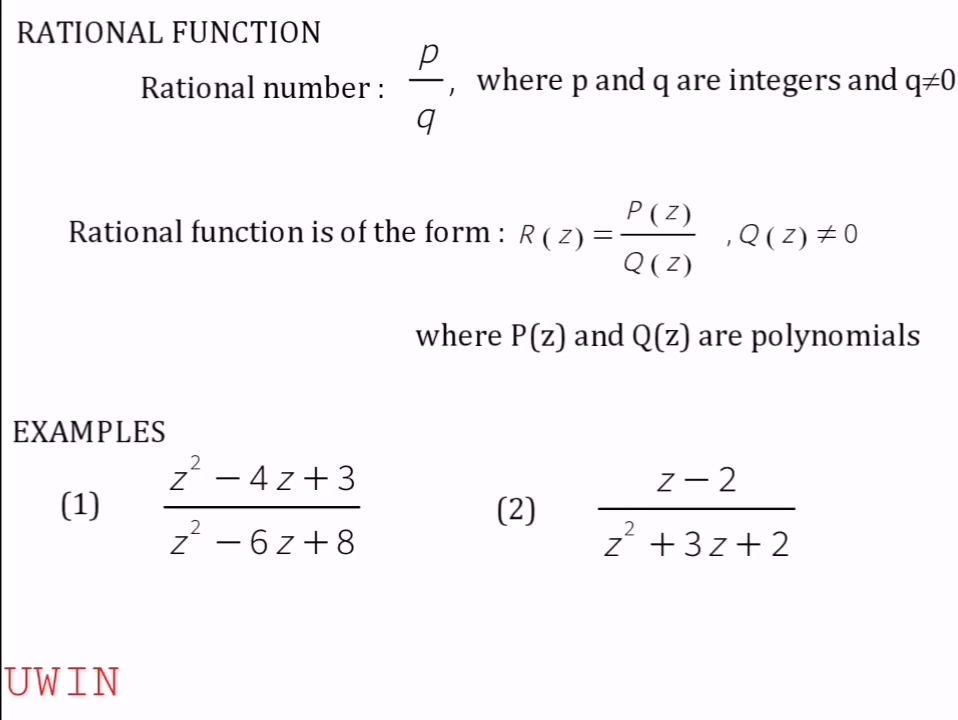 RATIONAL FUNCTION
Rational number : p/q, where p and q are integers and q≠0
Rational function is of the form : R(z) = P(z)/Q(z) , Q(z) ≠ 0
where P(z) and Q(z) are polynomials
EXAMPLES
(1) (z² − 4z + 3)/(z² − 6z + 8) (2) (z − 2)/(z² + 3z + 2)
UWIN